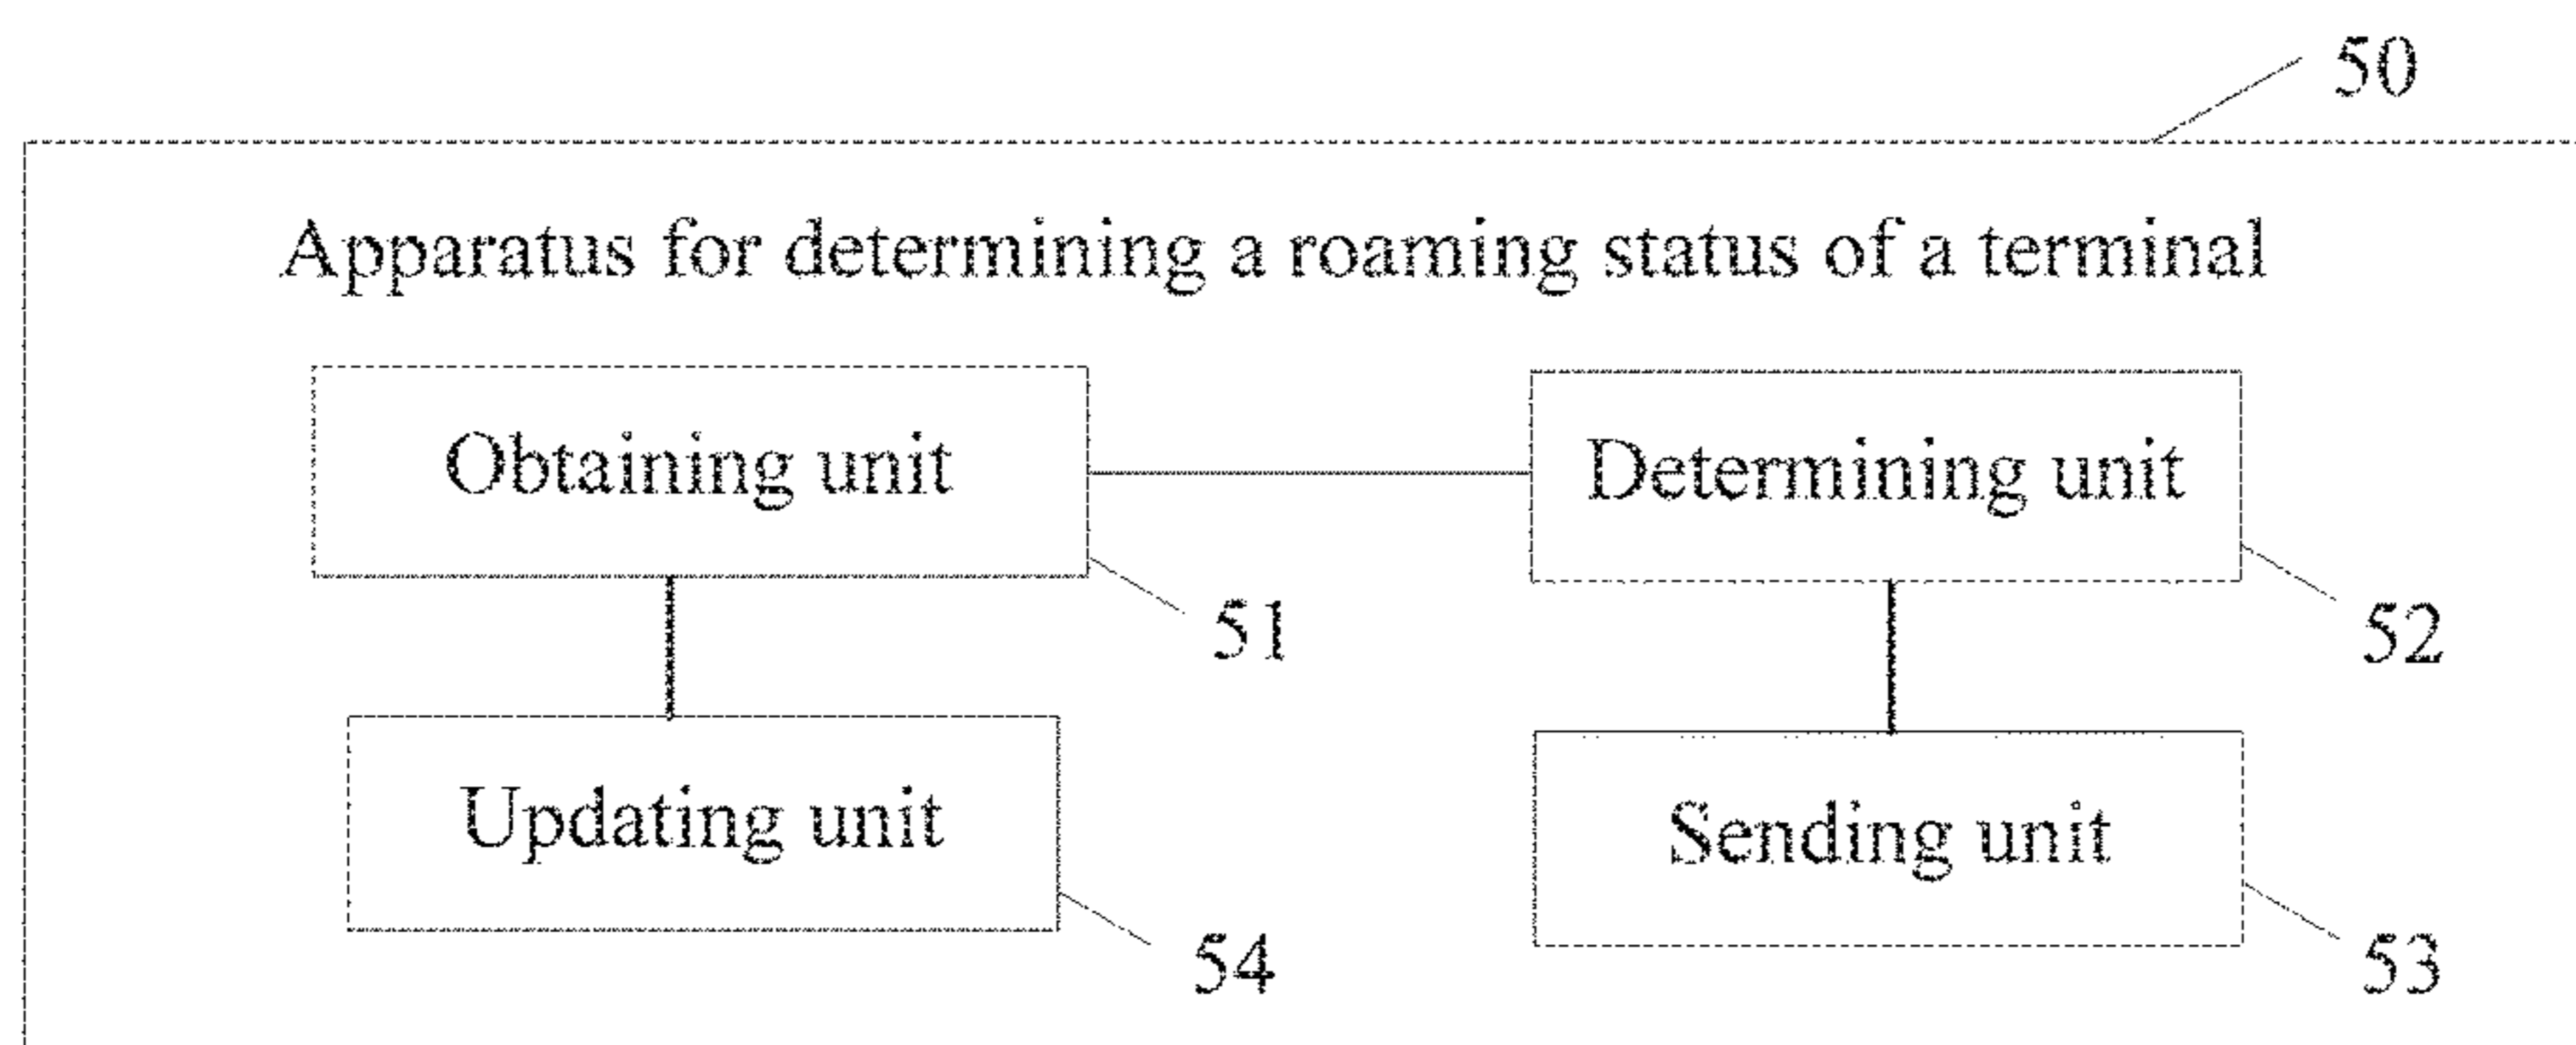 50
Apparatus for determining a roaming status of a terminal
Obtaining unit
Determining unit
51
52
Updating unit
Sending unit
54
53